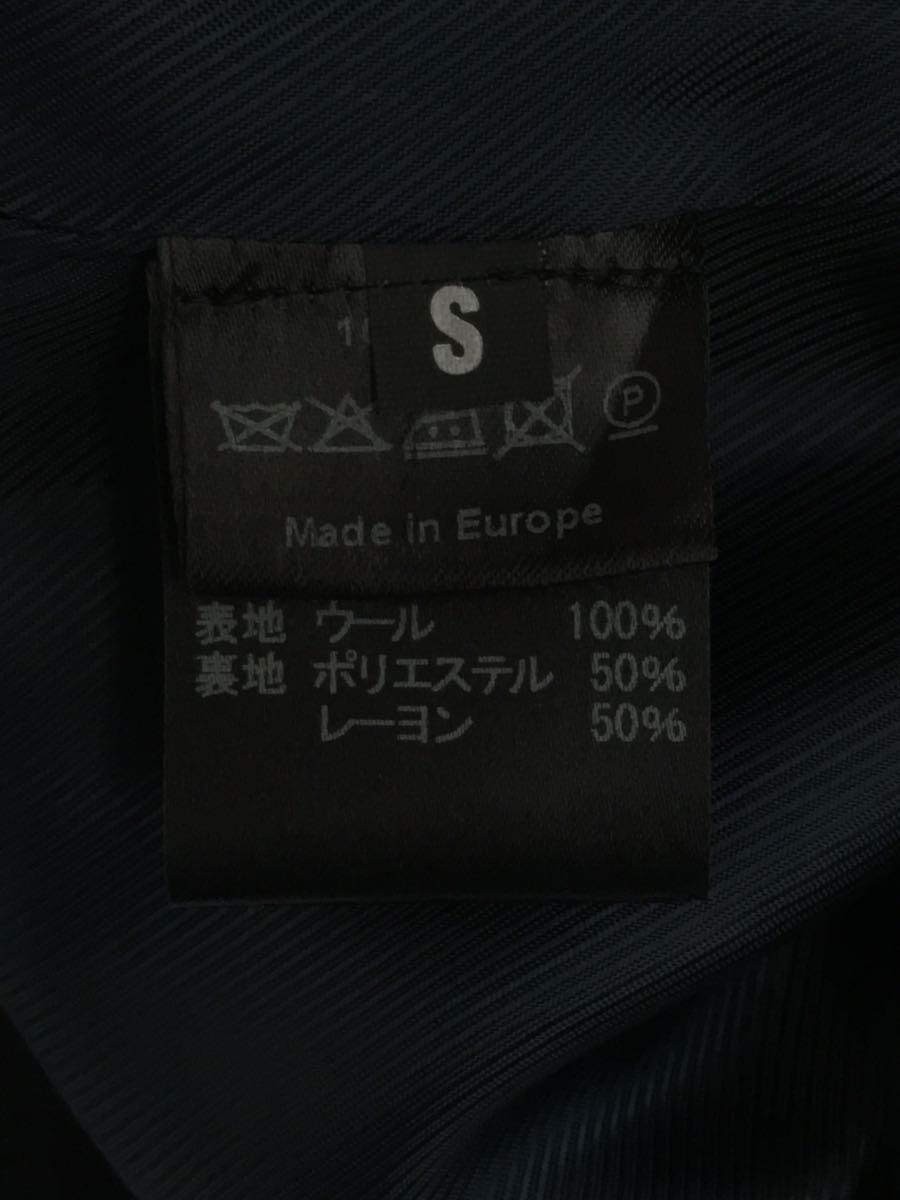 S
P
Made in Europe
表地 ウール 100%
裏地 ポリエステル 50%
レーヨン 50%